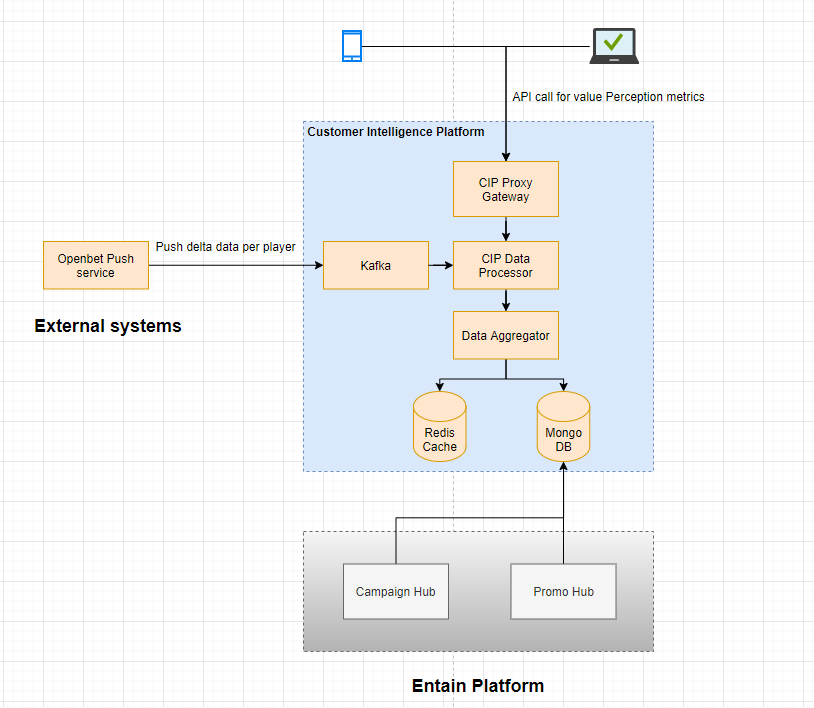 API call for value Perception metrics
Customer Intelligence Platform
CIP Proxy
Gateway
Push delta data per player
Openbet Push
service
Kafka
CIP Data
Processor
External systems
Data Aggregator
Redis
Cache
Mongo
DB
Campaign Hub
Promo Hub
Entain Platform